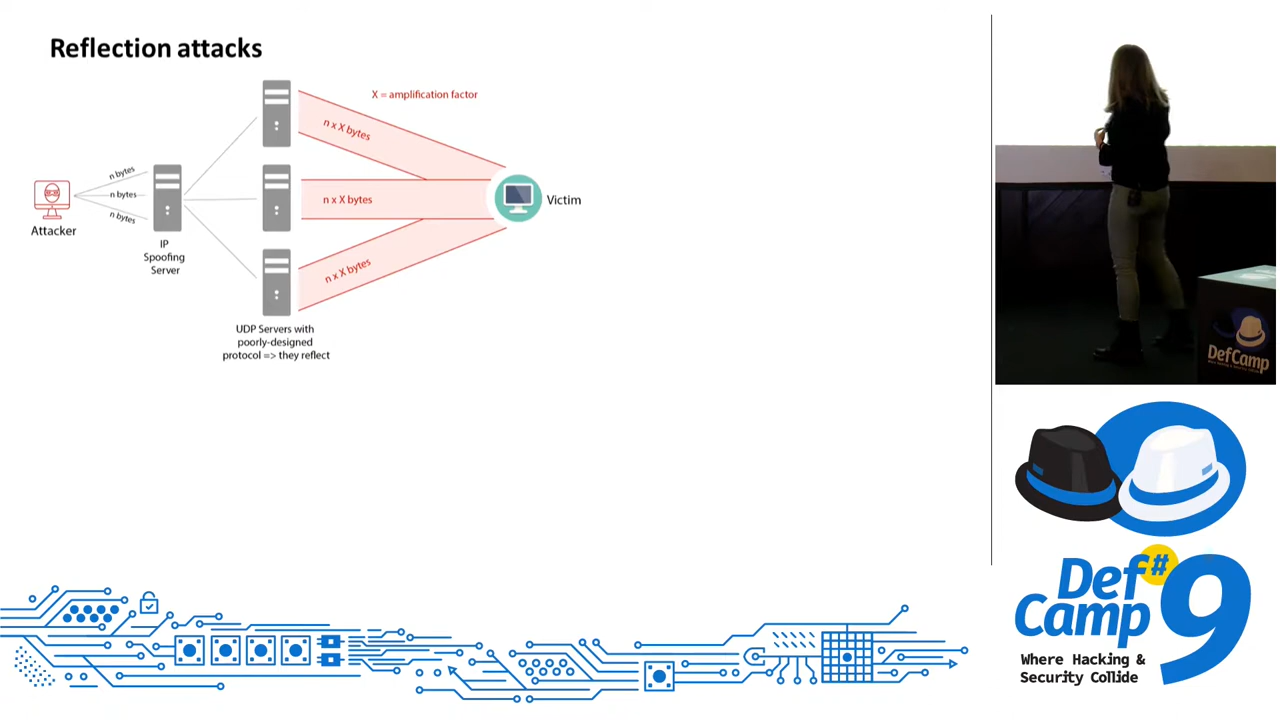 Reflection attacks
X = amplification factor
n x X bytes
n bytes
n bytes
n x X bytes
Victim
n bytes
Attacker
IP
Spoofing
Server
n x X bytes
UDP Servers with
poorly-designed
protocol => they reflect
DefCamp
Def#
Camp 9
Where Hacking &
Security Collide